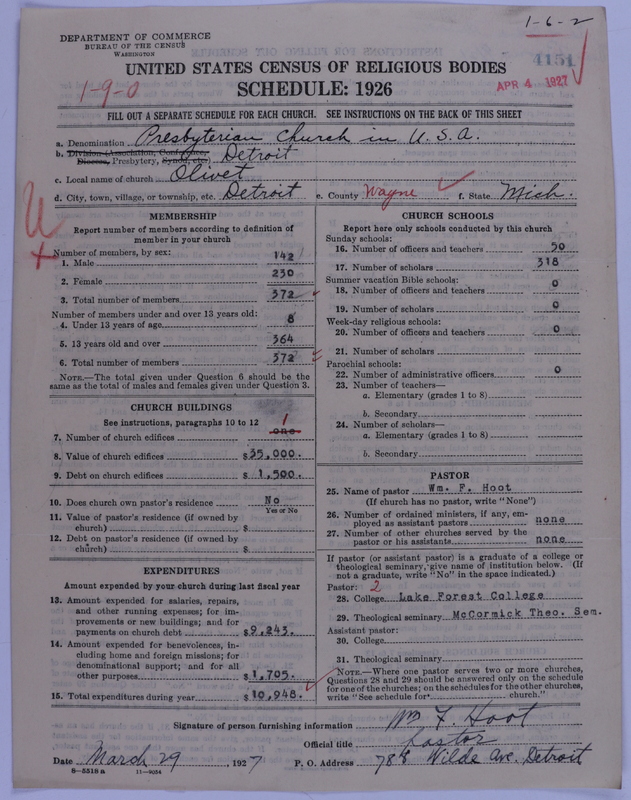 1-6-2
DEPARTMENT OF COMMERCE
BUREAU OF THE CENSUS
WASHINGTON
4151
UNITED STATES CENSUS OF RELIGIOUS BODIES
APR 4 1927
1-9-0
SCHEDULE: 1926
FILL OUT A SEPARATE SCHEDULE FOR EACH CHURCH. SEE INSTRUCTIONS ON THE BACK OF THIS SHEET
a. Denomination Presbyterian Church in U.S.A.
b. Division (Association, Conference, Diocese, Presbytery, Synod, etc.) Detroit
c. Local name of church Olivet
d. City, town, village, or township, etc. Detroit e. County Wayne f. State Mich.
U
MEMBERSHIP
Report number of members according to definition of
member in your church
Number of members, by sex:
1. Male 142
2. Female 230
3. Total number of members 372
Number of members under and over 13 years old:
4. Under 13 years of age 8
5. 13 years old and over 364
6. Total number of members 372
NOTE.—The total given under Question 6 should be the
same as the total of males and females given under Question 3.
CHURCH BUILDINGS
See instructions, paragraphs 10 to 12 1
7. Number of church edifices one
8. Value of church edifices $35,000.
9. Debt on church edifices $1,500.
10. Does church own pastor's residence No
Yes or No
11. Value of pastor's residence (if owned by
church) $
12. Debt on pastor's residence (if owned by
church) $
EXPENDITURES
Amount expended by your church during last fiscal year
13. Amount expended for salaries, repairs,
and other running expenses; for im-
provements or new buildings; and for
payments on church debt $9,243.
14. Amount expended for benevolences, in-
cluding home and foreign missions; for
denominational support; and for all
other purposes $1,705.
15. Total expenditures during year $10,948.
CHURCH SCHOOLS
Report here only schools conducted by this church
Sunday schools:
16. Number of officers and teachers 50
17. Number of scholars 318
Summer vacation Bible schools:
18. Number of officers and teachers 0
19. Number of scholars 0
Week-day religious schools:
20. Number of officers and teachers 0
21. Number of scholars
Parochial schools:
22. Number of administrative officers 0
23. Number of teachers—
a. Elementary (grades 1 to 8)
b. Secondary
24. Number of scholars—
a. Elementary (grades 1 to 8)
b. Secondary
PASTOR
25. Name of pastor Wm. F. Hoot
(If church has no pastor, write "None")
26. Number of ordained ministers, if any, em-
ployed as assistant pastors none
27. Number of other churches served by the
pastor or his assistants none
If pastor (or assistant pastor) is a graduate of a college or
theological seminary, give name of institution below. (If
not a graduate, write "No" in the space indicated.)
Pastor: 2
28. College Lake Forest College
29. Theological seminary McCormick Theo. Sem.
Assistant pastor:
30. College
31. Theological seminary
NOTE.—Where one pastor serves two or more churches,
Questions 28 and 29 should be answered only on the schedule
for one of the churches; on the schedules for the other churches,
write "See schedule for church."
Signature of person furnishing information Wm F. Hoot
Official title pastor
Date March 29, 1927 P. O. Address 788 Wilde Ave. Detroit
8—5318 a 11—9054